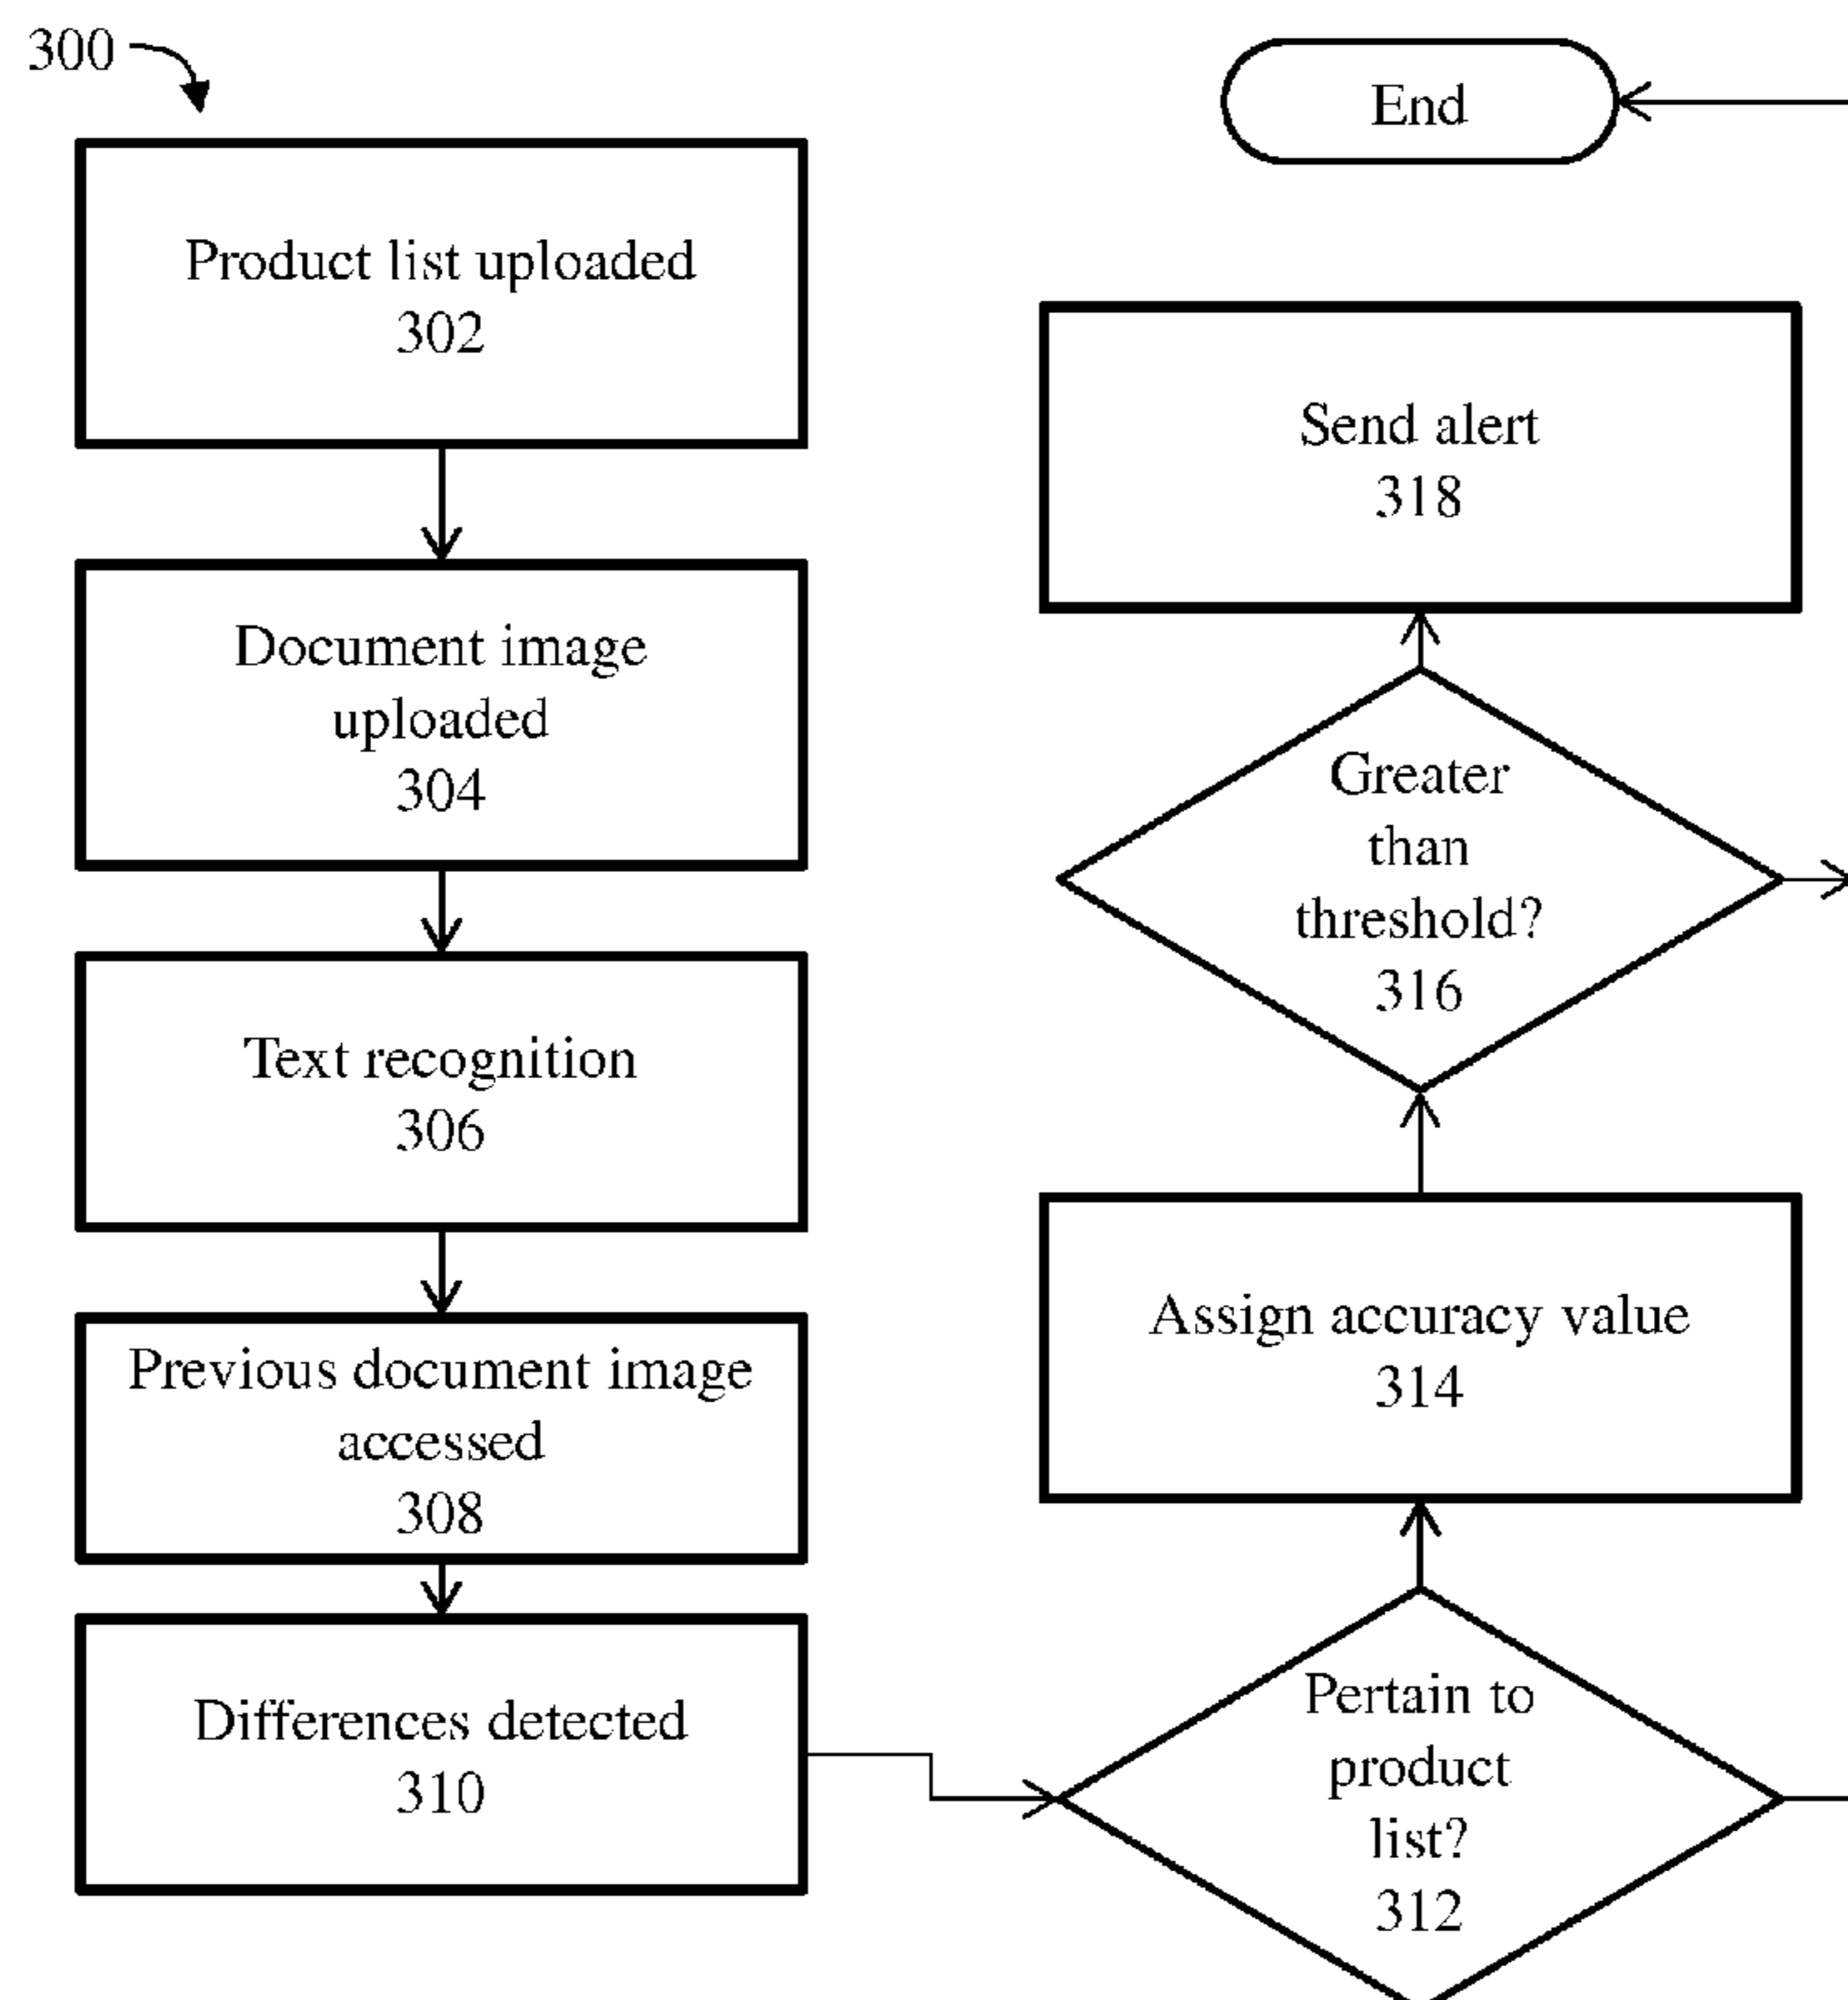 300
Product list uploaded
302
Document image
uploaded
304
Text recognition
306
Previous document image
accessed
308
Differences detected
310
End
Send alert
318
Greater
than
threshold?
316
Assign accuracy value
314
Pertain to
product
list?
312